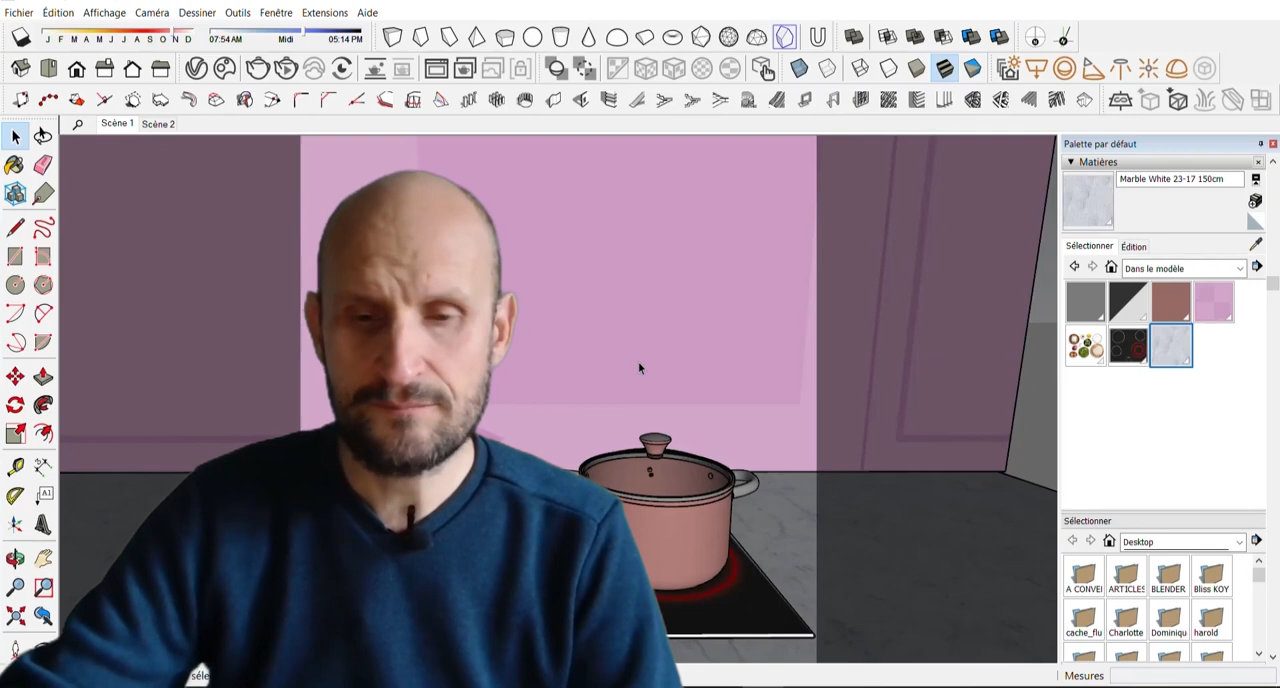 Fichier Édition Affichage Caméra Dessiner Outils Fenêtre Extensions Aide
J F M A M J J A S O N D 07:54 AM Midi 05:14 PM
Scène 1 Scène 2
Palette par défaut
Matières
Marble White 23-17 150cm
Sélectionner Édition
Dans le modèle
A1
Sélectionner
Desktop
A CONVEI ARTICLES BLENDER Bliss KOY
cache_flu Charlotte Dominiqu harold
séle
Mesures